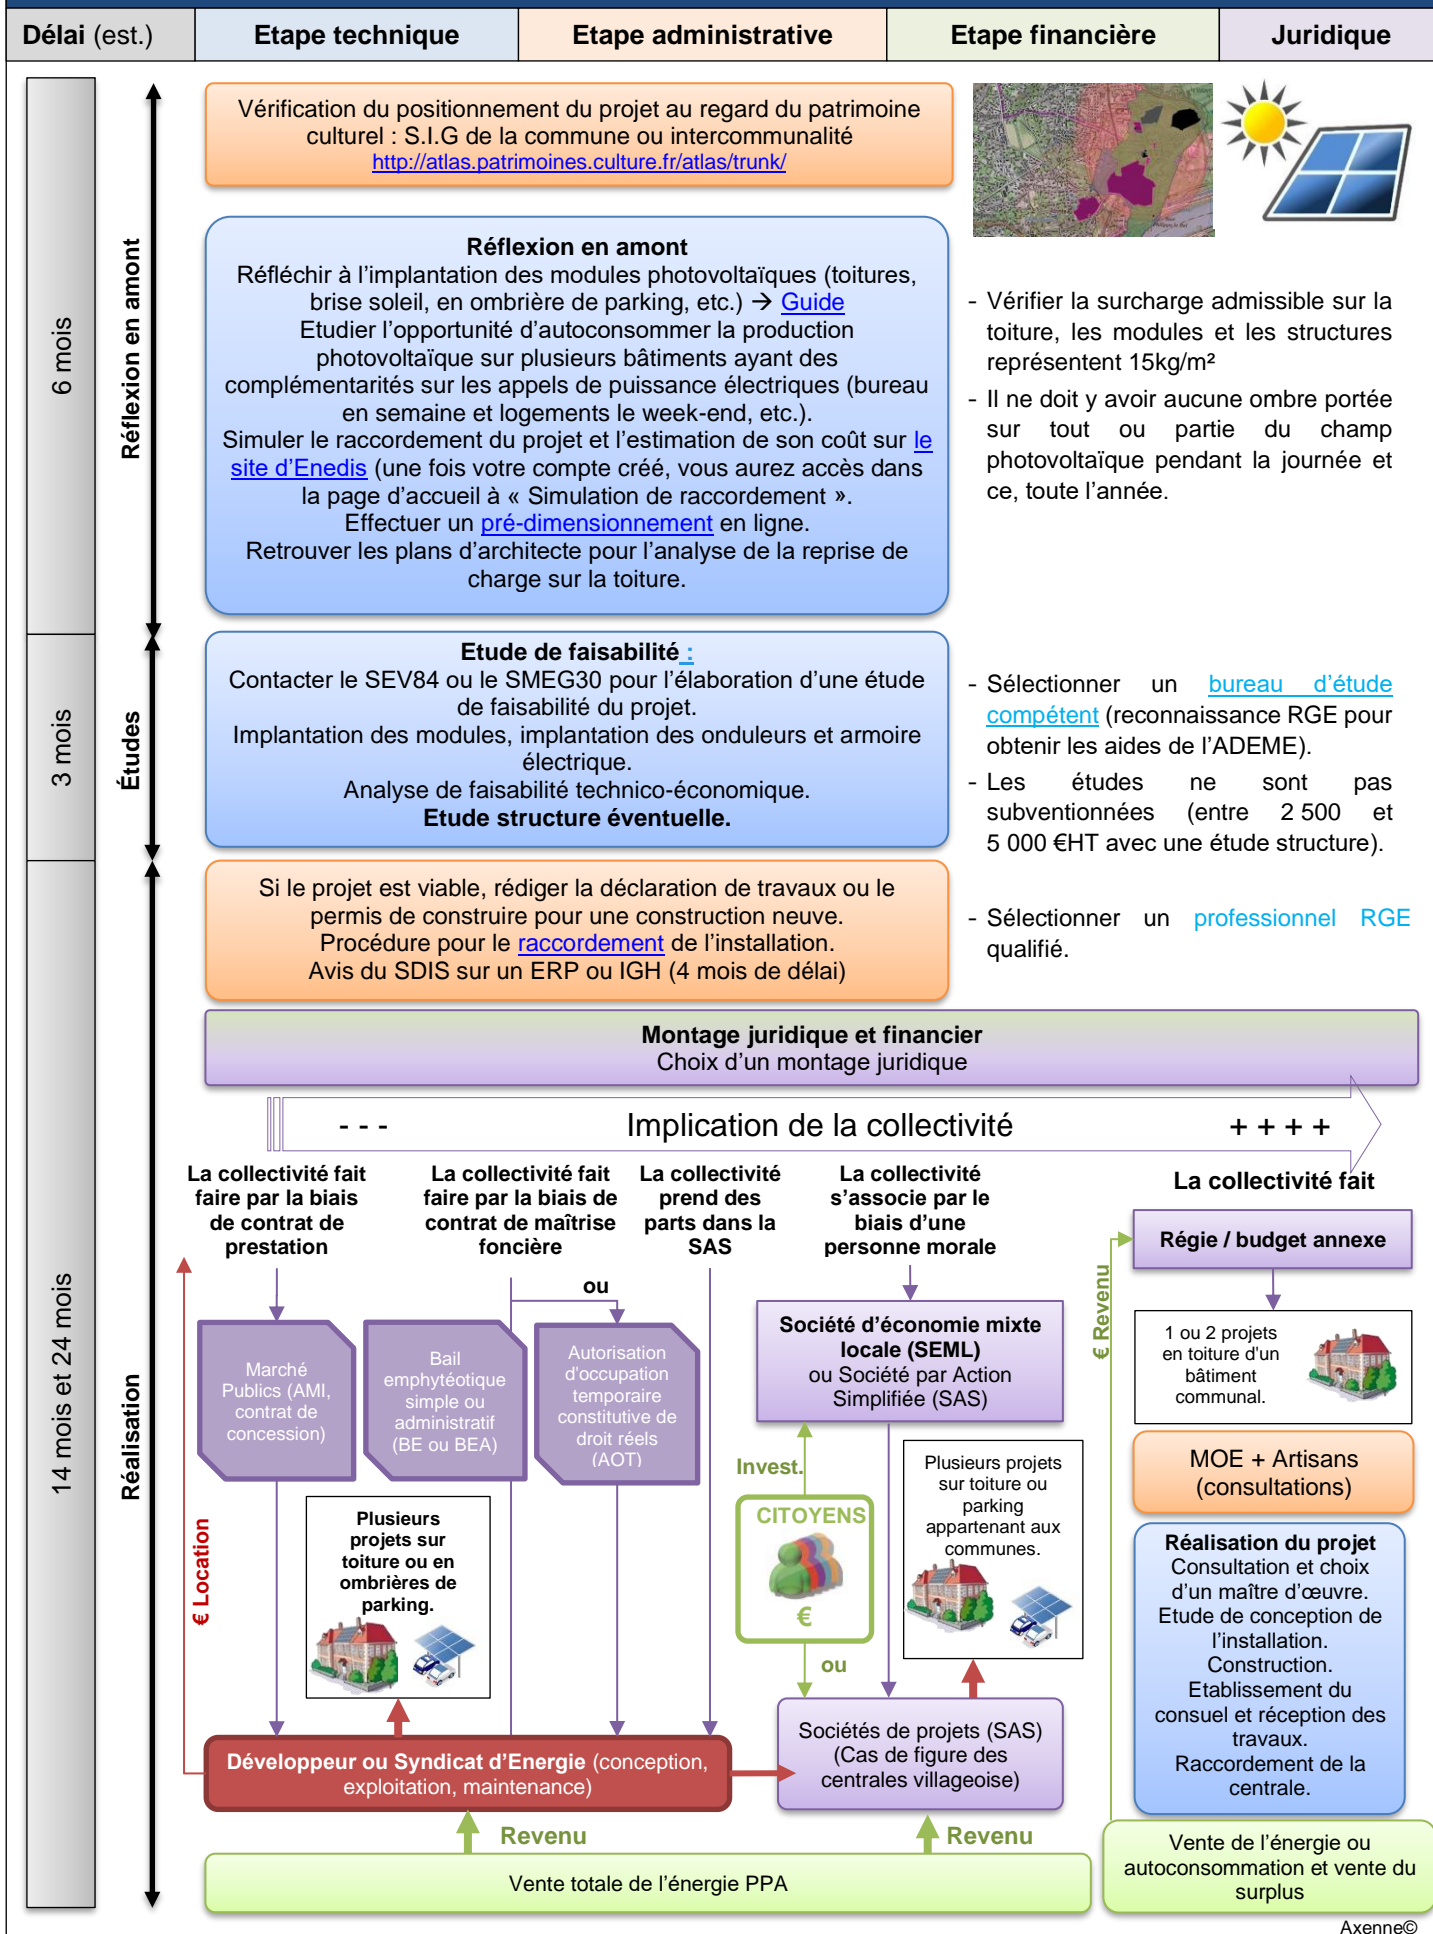 Délai (est.)
Etape technique
Etape administrative
Etape financière
Juridique
6 mois
Réflexion en amont
Vérification du positionnement du projet au regard du patrimoine
culturel : S.I.G de la commune ou intercommunalité
http://atlas.patrimoines.culture.fr/atlas/trunk/
Réflexion en amont
Réfléchir à l’implantation des modules photovoltaïques (toitures,
brise soleil, en ombrière de parking, etc.) → Guide
Etudier l’opportunité d’autoconsommer la production
photovoltaïque sur plusieurs bâtiments ayant des
complémentarités sur les appels de puissance électriques (bureau
en semaine et logements le week-end, etc.).
Simuler le raccordement du projet et l’estimation de son coût sur le
site d’Enedis (une fois votre compte créé, vous aurez accès dans
la page d’accueil à « Simulation de raccordement ».
Effectuer un pré-dimensionnement en ligne.
Retrouver les plans d’architecte pour l’analyse de la reprise de
charge sur la toiture.
- Vérifier la surcharge admissible sur la
toiture, les modules et les structures
représentent 15kg/m²
- Il ne doit y avoir aucune ombre portée
sur tout ou partie du champ
photovoltaïque pendant la journée et
ce, toute l’année.
3 mois
Études
Etude de faisabilité :
Contacter le SEV84 ou le SMEG30 pour l’élaboration d’une étude
de faisabilité du projet.
Implantation des modules, implantation des onduleurs et armoire
électrique.
Analyse de faisabilité technico-économique.
Etude structure éventuelle.
- Sélectionner un bureau d’étude
compétent (reconnaissance RGE pour
obtenir les aides de l’ADEME).
- Les études ne sont pas
subventionnées (entre 2 500 et
5 000 €HT avec une étude structure).
14 mois et 24 mois
Réalisation
Si le projet est viable, rédiger la déclaration de travaux ou le
permis de construire pour une construction neuve.
Procédure pour le raccordement de l’installation.
Avis du SDIS sur un ERP ou IGH (4 mois de délai)
- Sélectionner un professionnel RGE
qualifié.
Montage juridique et financier
Choix d’un montage juridique
- - -
Implication de la collectivité
+ + + +
La collectivité fait
faire par la biais
de contrat de
prestation
La collectivité fait
faire par la biais de
contrat de maîtrise
foncière
La collectivité
prend des
parts dans la
SAS
La collectivité
s’associe par le
biais d’une
personne morale
La collectivité fait
ou
€ Location
Marché
Publics (AMI,
contrat de
concession)
Bail
emphytéotique
simple ou
administratif
(BE ou BEA)
Autorisation
d'occupation
temporaire
constitutive de
droit réels
(AOT)
Société d’économie mixte
locale (SEML)
ou Société par Action
Simplifiée (SAS)
€ Revenu
Régie / budget annexe
1 ou 2 projets
en toiture d'un
bâtiment
communal.
MOE + Artisans
(consultations)
Plusieurs
projets sur
toiture ou en
ombrières de
parking.
Invest.
CITOYENS
€
ou
Plusieurs projets
sur toiture ou
parking
appartenant aux
communes.
Réalisation du projet
Consultation et choix
d’un maître d’œuvre.
Etude de conception de
l’installation.
Construction.
Etablissement du
consuel et réception des
travaux.
Raccordement de la
centrale.
Développeur ou Syndicat d’Energie (conception,
exploitation, maintenance)
Sociétés de projets (SAS)
(Cas de figure des
centrales villageoise)
Revenu
Revenu
Vente totale de l’énergie PPA
Vente de l’énergie ou
autoconsommation et vente du
surplus
Axenne©